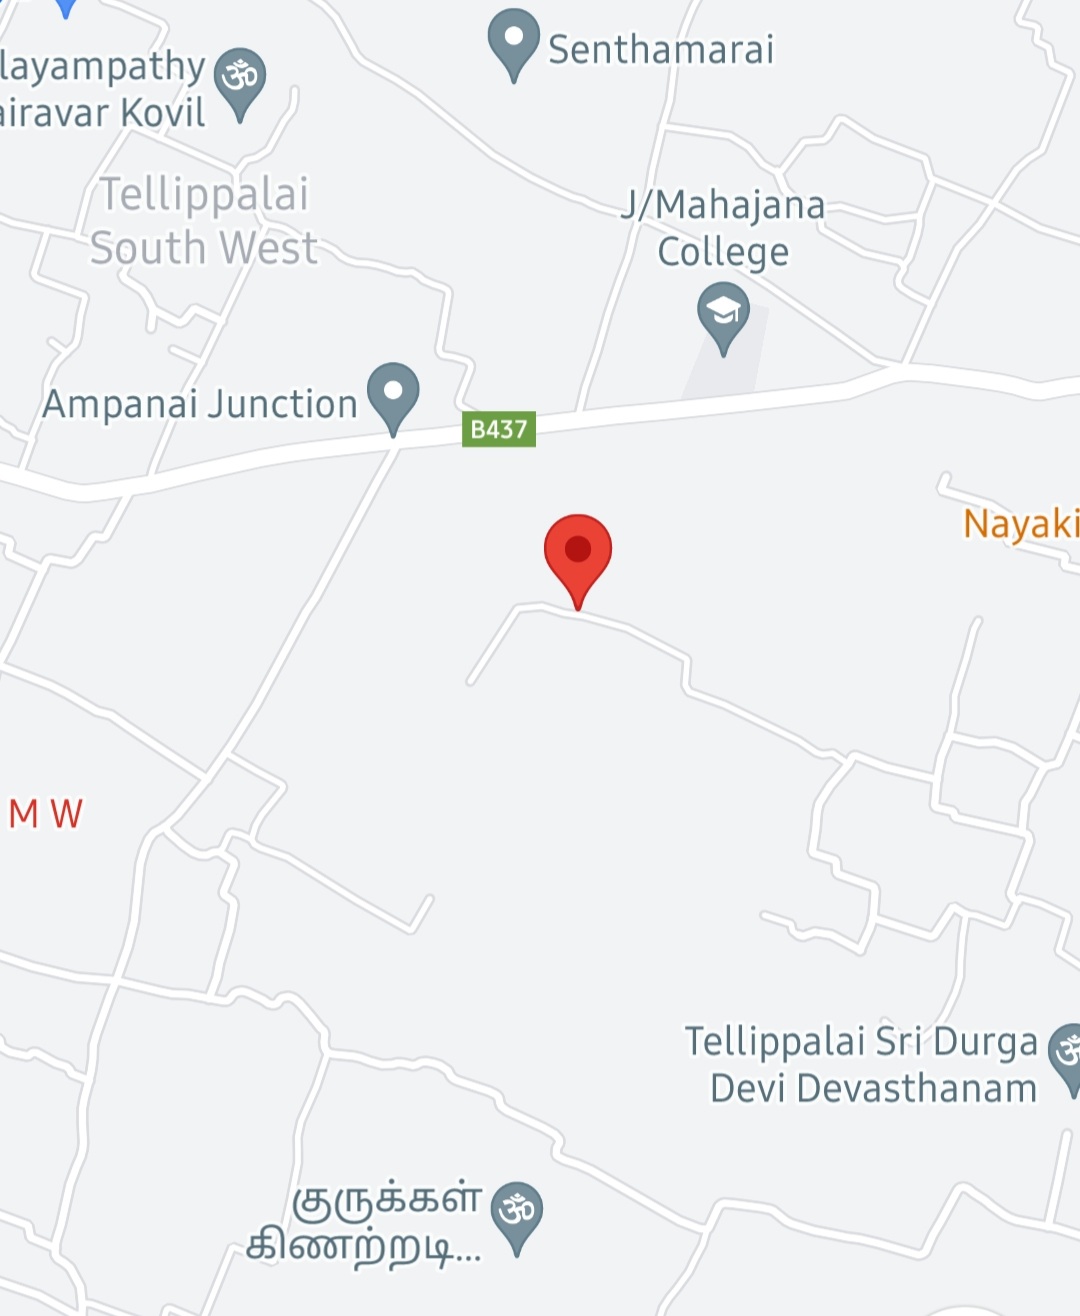 Senthamarai
layampathy
airavar Kovil
Tellippalai
South West
J/Mahajana
College
Ampanai Junction
B437
Nayaki
M W
Tellippalai Sri Durga
Devi Devasthanam
குருக்கள்
கிணற்றடி...